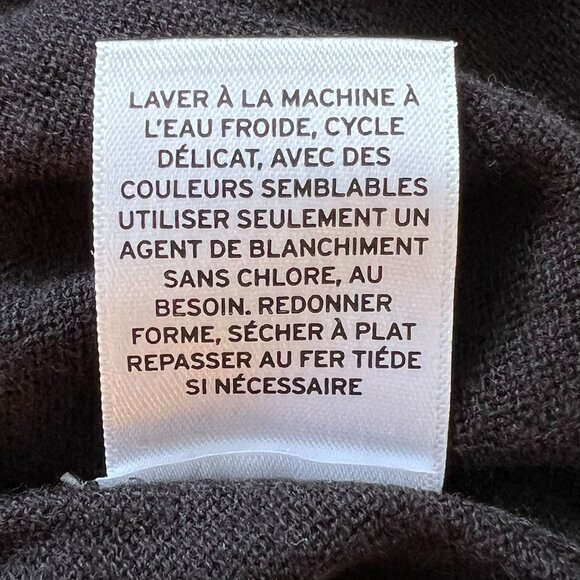 LAVER À LA MACHINE À
L'EAU FROIDE, CYCLE
DÉLICAT, AVEC DES
COULEURS SEMBLABLES
UTILISER SEULEMENT UN
AGENT DE BLANCHIMENT
SANS CHLORE, AU
BESOIN. REDONNER
FORME, SÉCHER À PLAT
REPASSER AU FER TIÉDE
SI NÉCESSAIRE